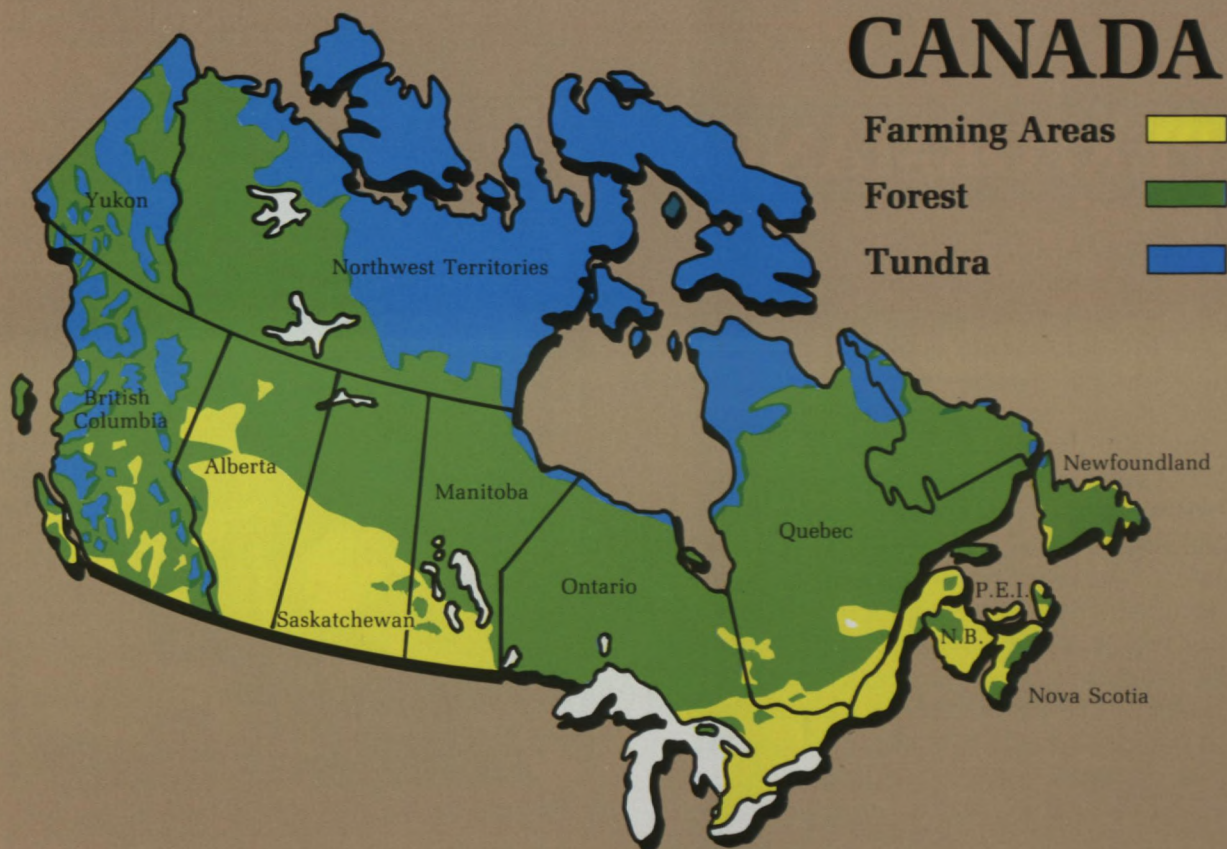 CANADA
Farming Areas
Forest
Tundra
Yukon
Northwest Territories
British
Columbia
Alberta
Saskatchewan
Manitoba
Ontario
Quebec
Newfoundland
P.E.I.
N.B.
Nova Scotia